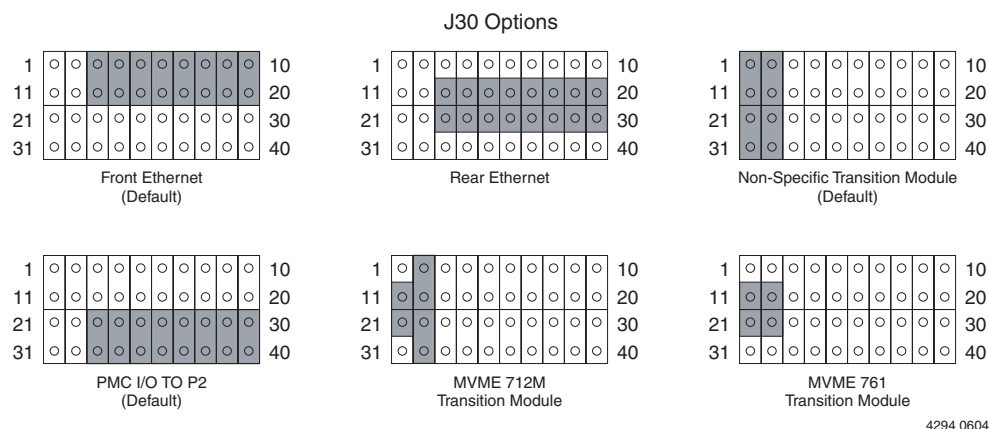 J30 Options
1 10
11 20
21 30
31 40
Front Ethernet
(Default)
1 10
11 20
21 30
31 40
Rear Ethernet
1 10
11 20
21 30
31 40
Non-Specific Transition Module
(Default)
1 10
11 20
21 30
31 40
PMC I/O TO P2
(Default)
1 10
11 20
21 30
31 40
MVME 712M
Transition Module
1 10
11 20
21 30
31 40
MVME 761
Transition Module
4294 0604